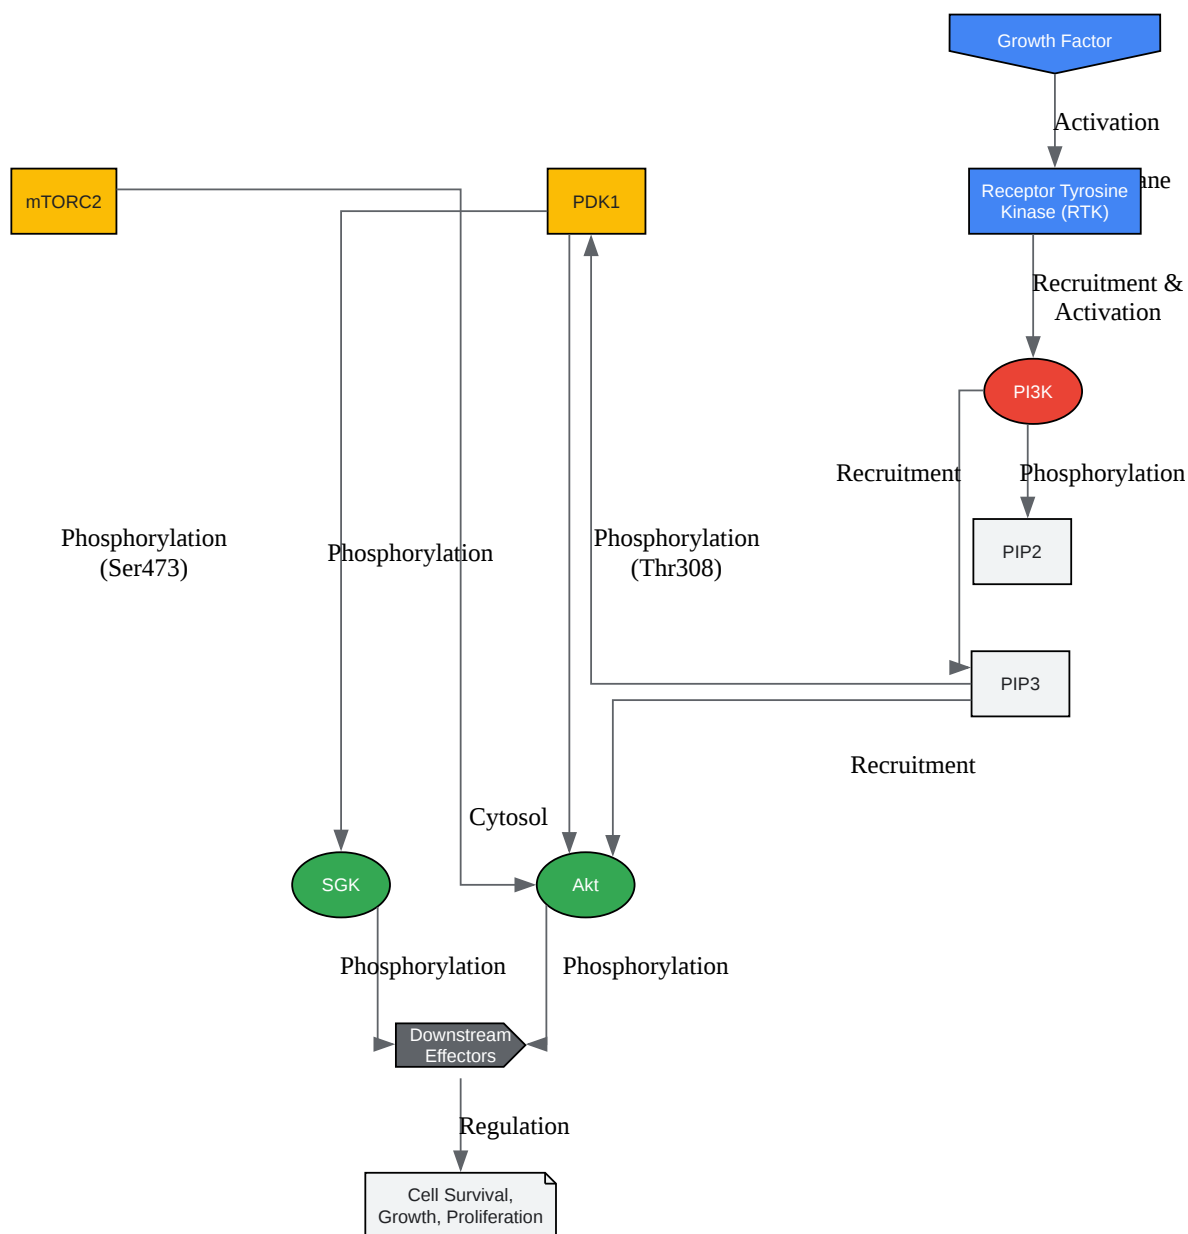 Growth Factor
Activation
mTORC2
PDK1
Receptor Tyrosine
Kinase (RTK)
Recruitment &
Activation
PI3K
Recruitment
Phosphorylation
Phosphorylation
(Ser473)
Phosphorylation
Phosphorylation
(Thr308)
PIP2
PIP3
Recruitment
Cytosol
SGK
Akt
Phosphorylation
Phosphorylation
Downstream
Effectors
Regulation
Cell Survival,
Growth, Proliferation